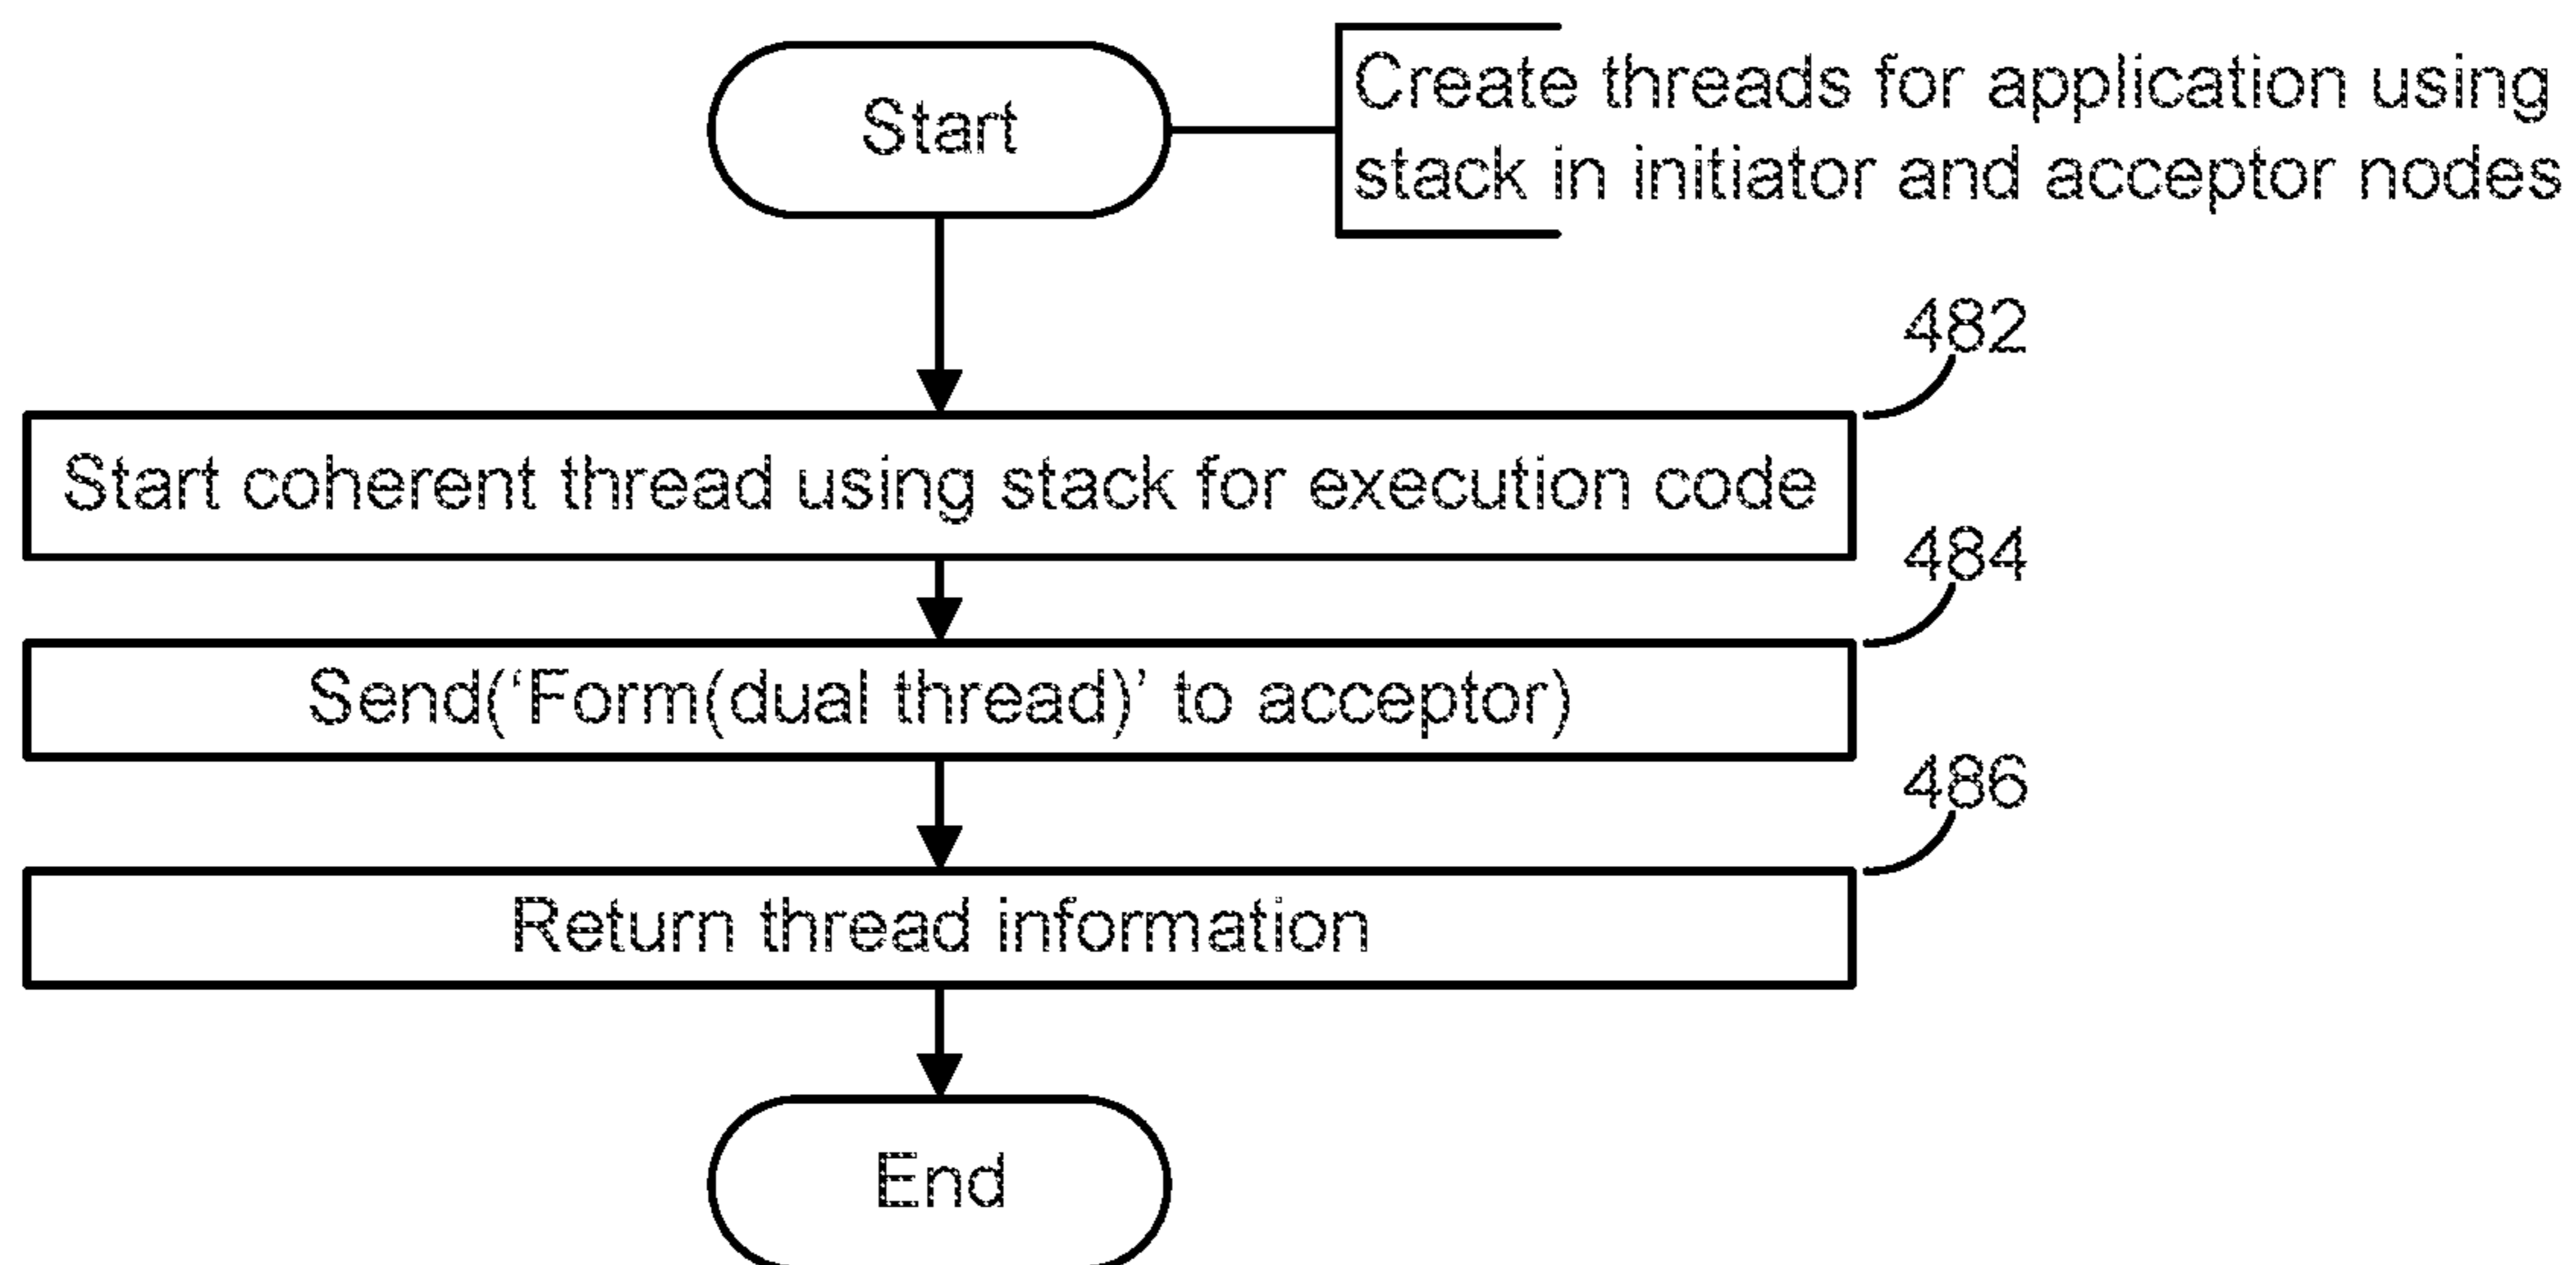 Start
Create threads for application using
stack in initiator and acceptor nodes
482
Start coherent thread using stack for execution code
484
Send(‘Form(dual thread)’ to acceptor)
486
Return thread information
End